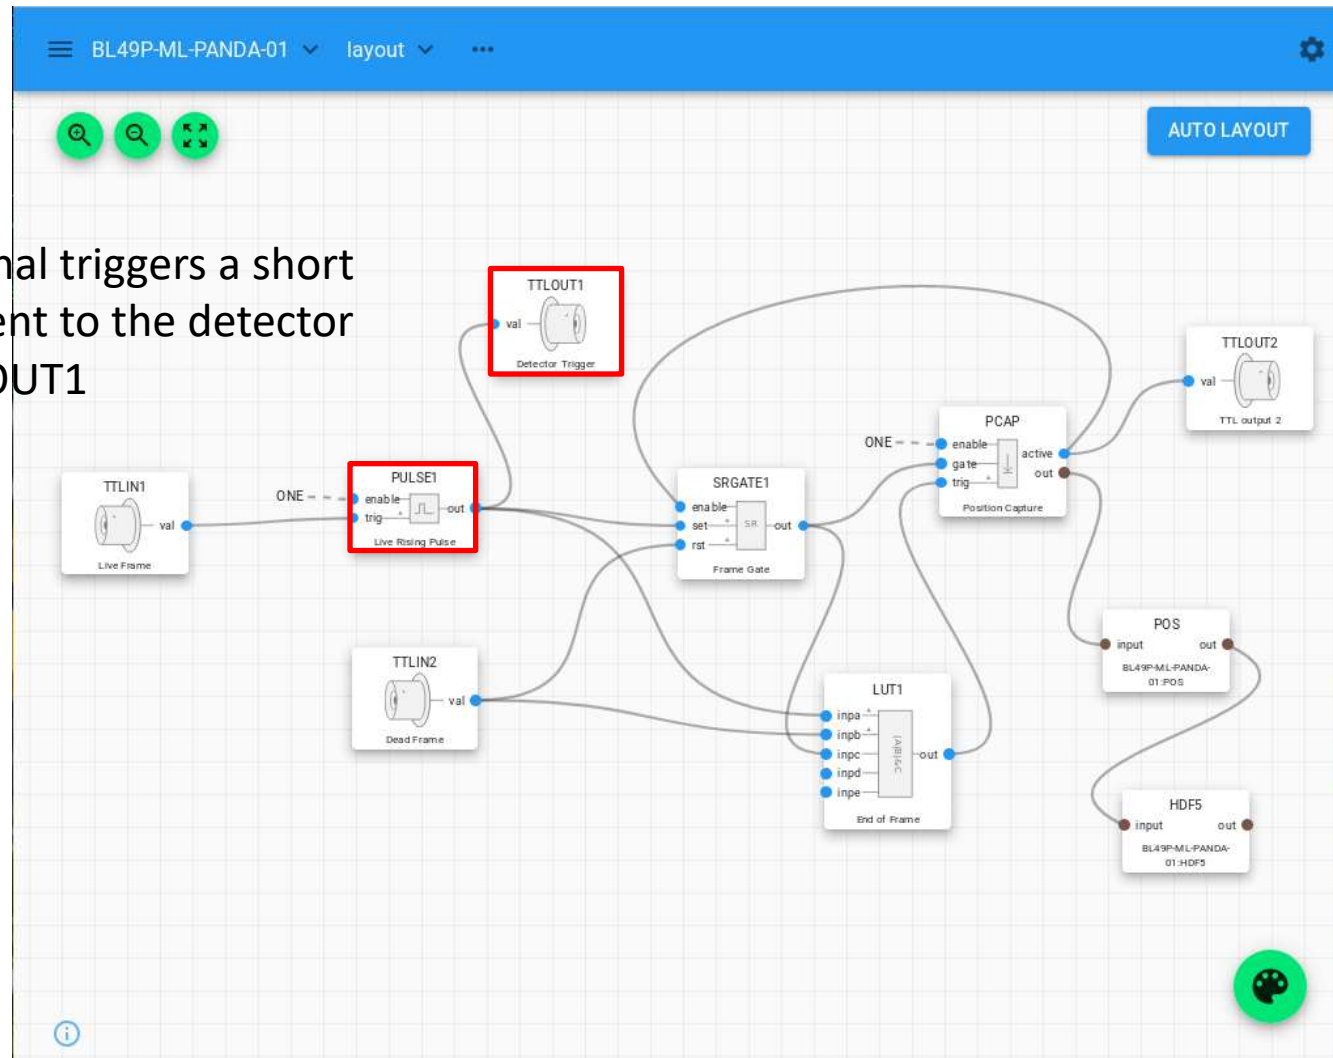 BL49P-ML-PANDA-01 layout
AUTO LAYOUT
nal triggers a short
ent to the detector
OUT1
TTLOUT1
val
Detector Trigger
TTLOUT2
val
TTL output 2
PCAP
ONE
enable
gate
trig
active
out
Position Capture
TTLIN1
val
Live Frame
PULSE1
ONE
enable
trig
out
Live Rising Pulse
SRGATE1
enable
set
rst
SR
out
Frame Gate
TTLIN2
val
Dead Frame
LUT1
inpa
inpb
inpc
inpd
inpe
(A|B)&C
out
End of Frame
POS
input out
BL49P-ML-PANDA-
01:POS
HDF5
input out
BL49P-ML-PANDA-
01:HDF5